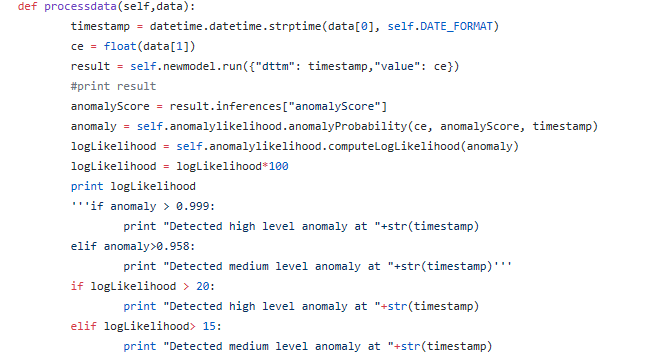 def processdata(self,data):
        timestamp = datetime.datetime.strptime(data[0], self.DATE_FORMAT)
        ce = float(data[1])
        result = self.newmodel.run({"dttm": timestamp,"value": ce})
        #print result
        anomalyScore = result.inferences["anomalyScore"]
        anomaly = self.anomalylikelihood.anomalyProbability(ce, anomalyScore, timestamp)
        logLikelihood = self.anomalylikelihood.computeLogLikelihood(anomaly)
        logLikelihood = logLikelihood*100
        print logLikelihood
        '''if anomaly > 0.999:
                print "Detected high level anomaly at "+str(timestamp)
        elif anomaly>0.958:
                print "Detected medium level anomaly at "+str(timestamp)'''
        if logLikelihood > 20:
                print "Detected high level anomaly at "+str(timestamp)
        elif logLikelihood> 15:
                print "Detected medium level anomaly at "+str(timestamp)